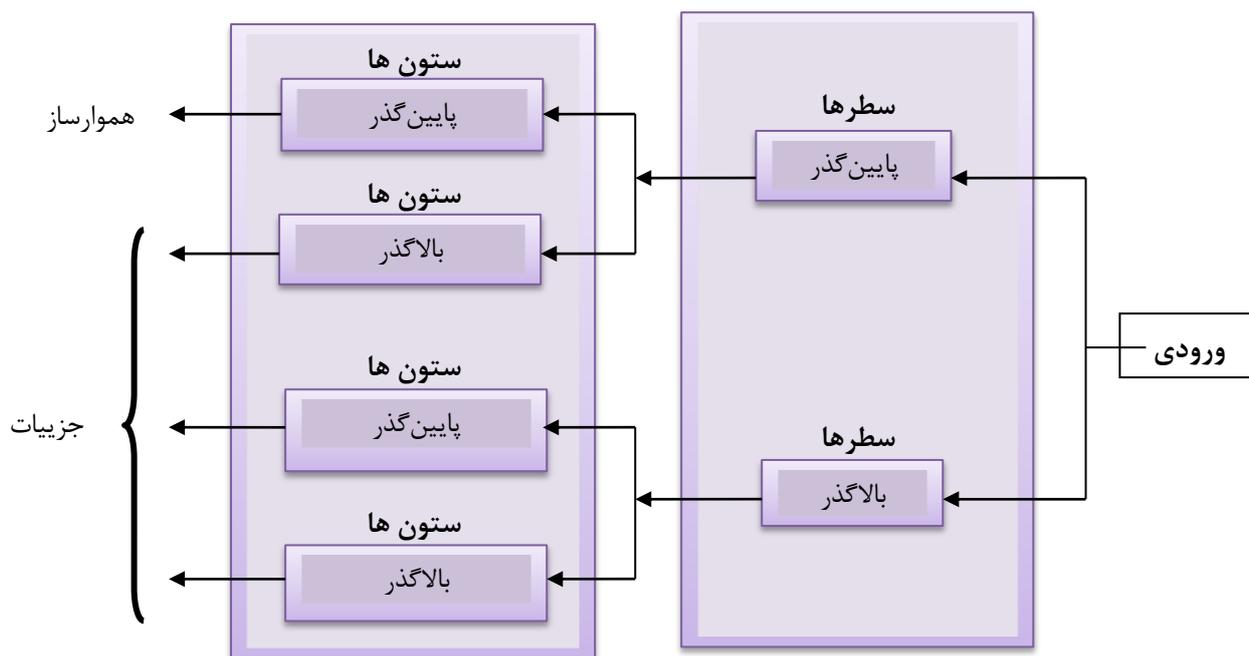 ورودی
سطرها
پایین‌گذر
سطرها
بالاگذر
ستون ها
پایین‌گذر
ستون ها
بالاگذر
ستون ها
پایین‌گذر
ستون ها
بالاگذر
هموارساز
جزییات